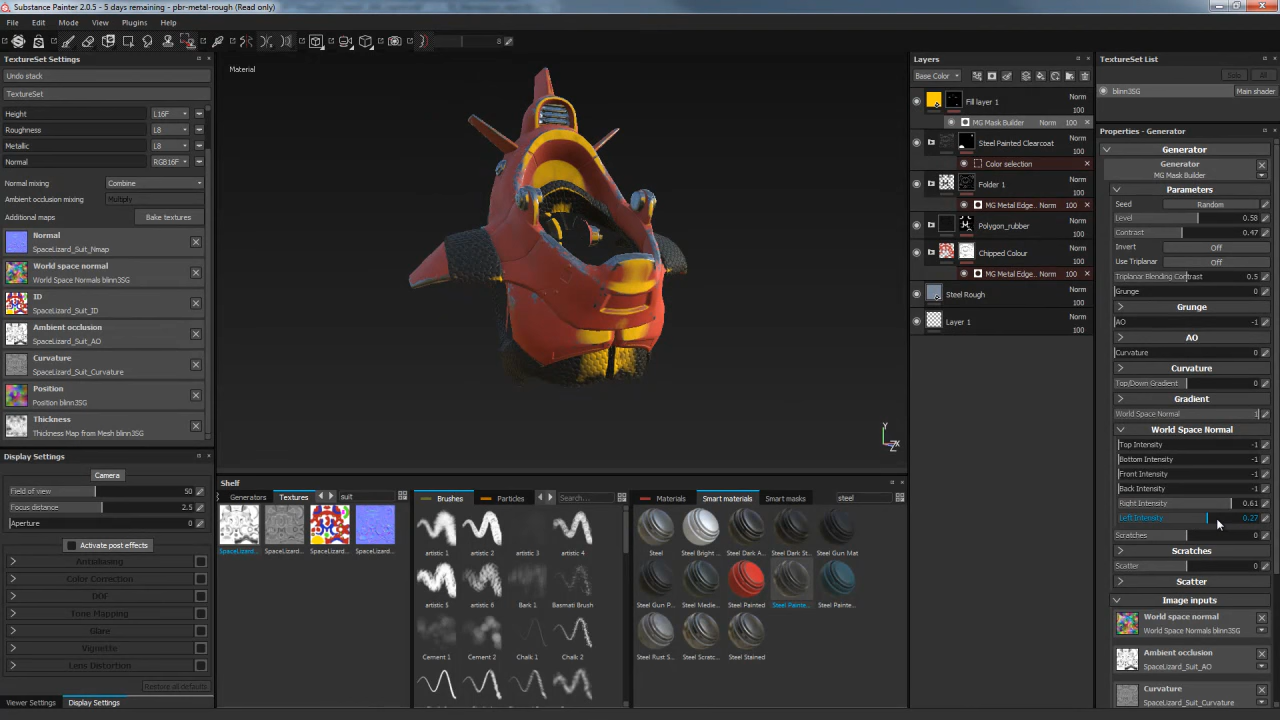 Substance Painter 2.0.5 - 5 days remaining - pbr-metal-rough (Read only)
File Edit Mode View Plugins Help
8
TextureSet Settings
Undo stack
TextureSet
Height L16F
Roughness L8
Metallic L8
Normal RGB16F
Normal mixing Combine
Ambient occlusion mixing Multiply
Additional maps Bake textures
Normal
SpaceLizard_Suit_Nmap
World space normal
World Space Normals blinn3SG
ID
SpaceLizard_Suit_ID
Ambient occlusion
SpaceLizard_Suit_AO
Curvature
SpaceLizard_Suit_Curvature
Position
Position blinn3SG
Thickness
Thickness Map from Mesh blinn3SG
Display Settings
Camera
Field of view 50
Focus distance 2.5
Aperture 0
Activate post effects
Antialiasing
Color Correction
DOF
Tone Mapping
Glare
Vignette
Lens Distortion
Restore all defaults
Viewer Settings Display Settings
Material
Y
X
Z
Shelf
Generators Textures suit
SpaceLizard... SpaceLizard... SpaceLizard... SpaceLizard...
Brushes Particles Search...
artistic 1 artistic 2 artistic 3 artistic 4
artistic 5 artistic 6 Bark 1 Basmati Brush
Cement 1 Cement 2 Chalk 1 Chalk 2
Materials Smart materials Smart masks steel
Steel Steel Bright ... Steel Dark A... Steel Dark St... Steel Gun Mat
Steel Gun P... Steel Medie... Steel Painted Steel Painte... Steel Painte...
Steel Rust S... Steel Scratc... Steel Stained
Layers
Base Color
Fill layer 1 Norm 100
MG Mask Builder Norm 100
Steel Painted Clearcoat Norm 100
Color selection
Folder 1 Norm 100
MG Metal Edge... Norm 100
Polygon_rubber Norm 100
Chipped Colour Norm 100
MG Metal Edge... Norm 100
Steel Rough Norm 100
Layer 1 Norm 100
TextureSet List
Solo All
blinn3SG Main shader
Properties - Generator
Generator
Generator
MG Mask Builder
Parameters
Seed Random
Level 0.58
Contrast 0.47
Invert Off
Use Triplanar Off
Triplanar Blending Contrast 0.5
Grunge 0
Grunge
AO -1
AO
Curvature 0
Curvature
Top/Down Gradient 0
Gradient
World Space Normal 1
World Space Normal
Top Intensity -1
Bottom Intensity -1
Front Intensity -1
Back Intensity -1
Right Intensity 0.61
Left Intensity 0.27
Scratches 0
Scratches
Scatter 0
Scatter
Image inputs
World space normal
World Space Normals blinn3SG
Ambient occlusion
SpaceLizard_Suit_AO
Curvature
SpaceLizard_Suit_Curvature